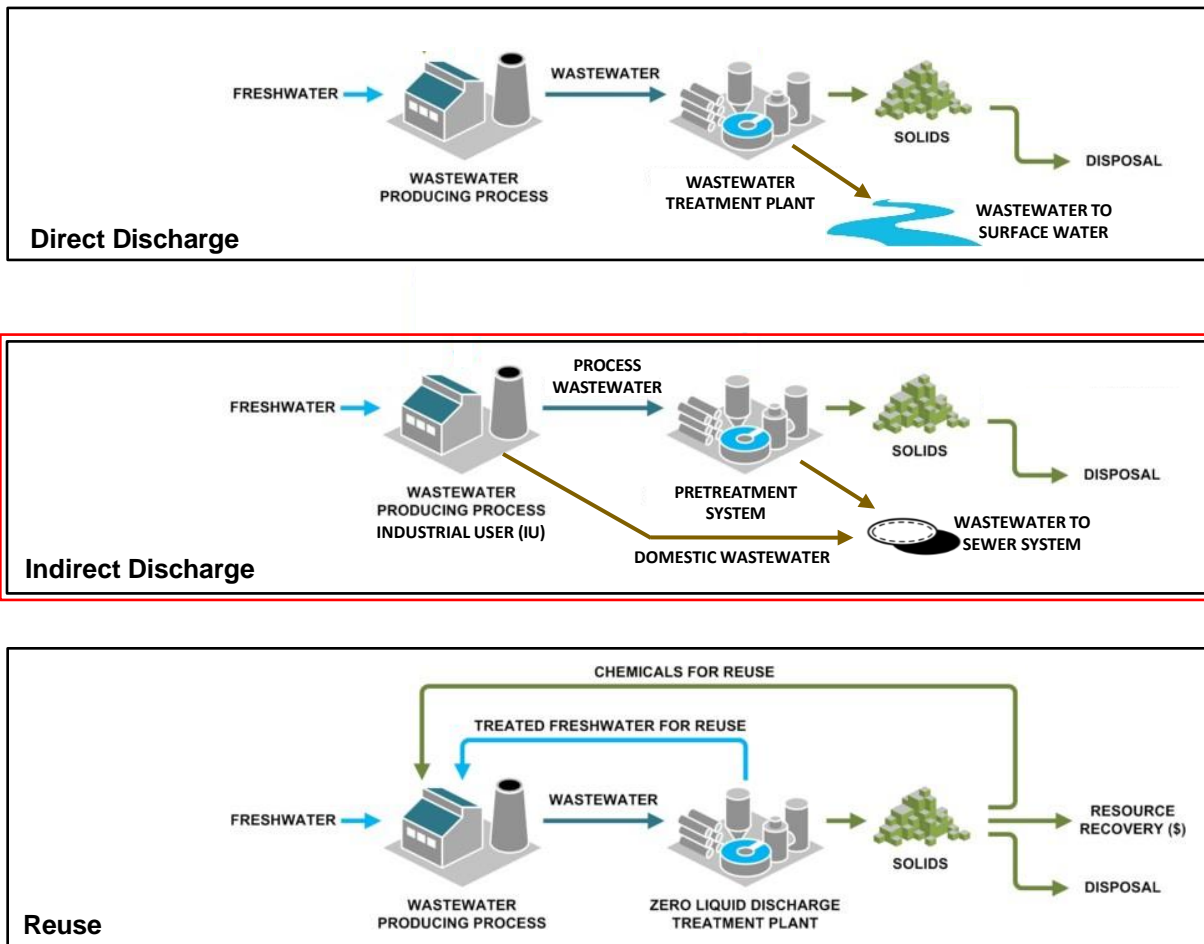 FRESHWATER
WASTEWATER
WASTEWATER
PRODUCING PROCESS
WASTEWATER
TREATMENT PLANT
SOLIDS
DISPOSAL
WASTEWATER TO
SURFACE WATER
Direct Discharge
FRESHWATER
PROCESS
WASTEWATER
WASTEWATER
PRODUCING PROCESS
INDUSTRIAL USER (IU)
PRETREATMENT
SYSTEM
SOLIDS
DISPOSAL
WASTEWATER TO
SEWER SYSTEM
DOMESTIC WASTEWATER
Indirect Discharge
CHEMICALS FOR REUSE
TREATED FRESHWATER FOR REUSE
FRESHWATER
WASTEWATER
WASTEWATER
PRODUCING PROCESS
ZERO LIQUID DISCHARGE
TREATMENT PLANT
SOLIDS
RESOURCE
RECOVERY ($)
DISPOSAL
Reuse